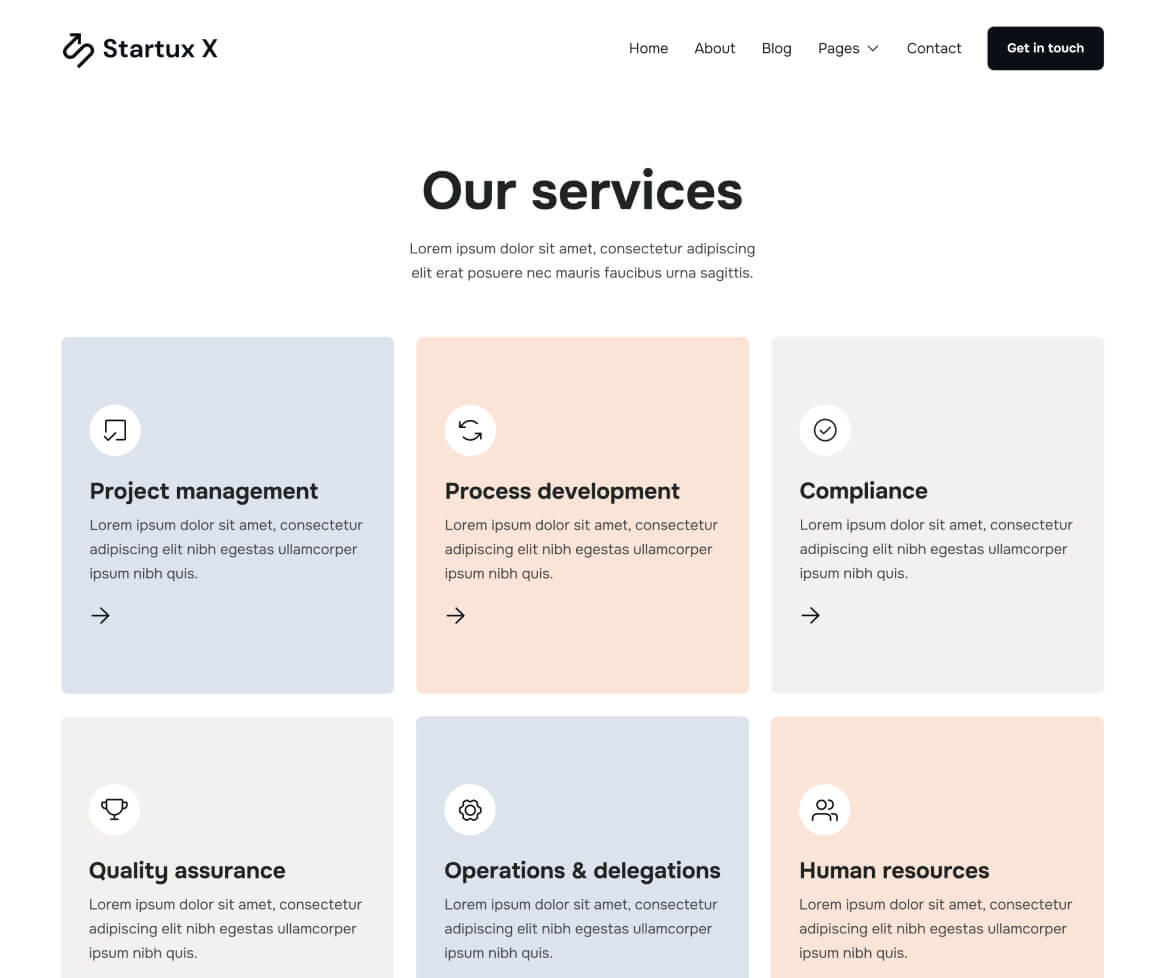 Startux X
Home
About
Blog
Pages
Contact
Get in touch
Our services
Lorem ipsum dolor sit amet, consectetur adipiscing
elit erat posuere nec mauris faucibus urna sagittis.
Project management
Lorem ipsum dolor sit amet, consectetur
adipiscing elit nibh egestas ullamcorper
ipsum nibh quis.
Process development
Lorem ipsum dolor sit amet, consectetur
adipiscing elit nibh egestas ullamcorper
ipsum nibh quis.
Compliance
Lorem ipsum dolor sit amet, consectetur
adipiscing elit nibh egestas ullamcorper
ipsum nibh quis.
Quality assurance
Lorem ipsum dolor sit amet, consectetur
adipiscing elit nibh egestas ullamcorper
ipsum nibh quis.
Operations & delegations
Lorem ipsum dolor sit amet, consectetur
adipiscing elit nibh egestas ullamcorper
ipsum nibh quis.
Human resources
Lorem ipsum dolor sit amet, consectetur
adipiscing elit nibh egestas ullamcorper
ipsum nibh quis.